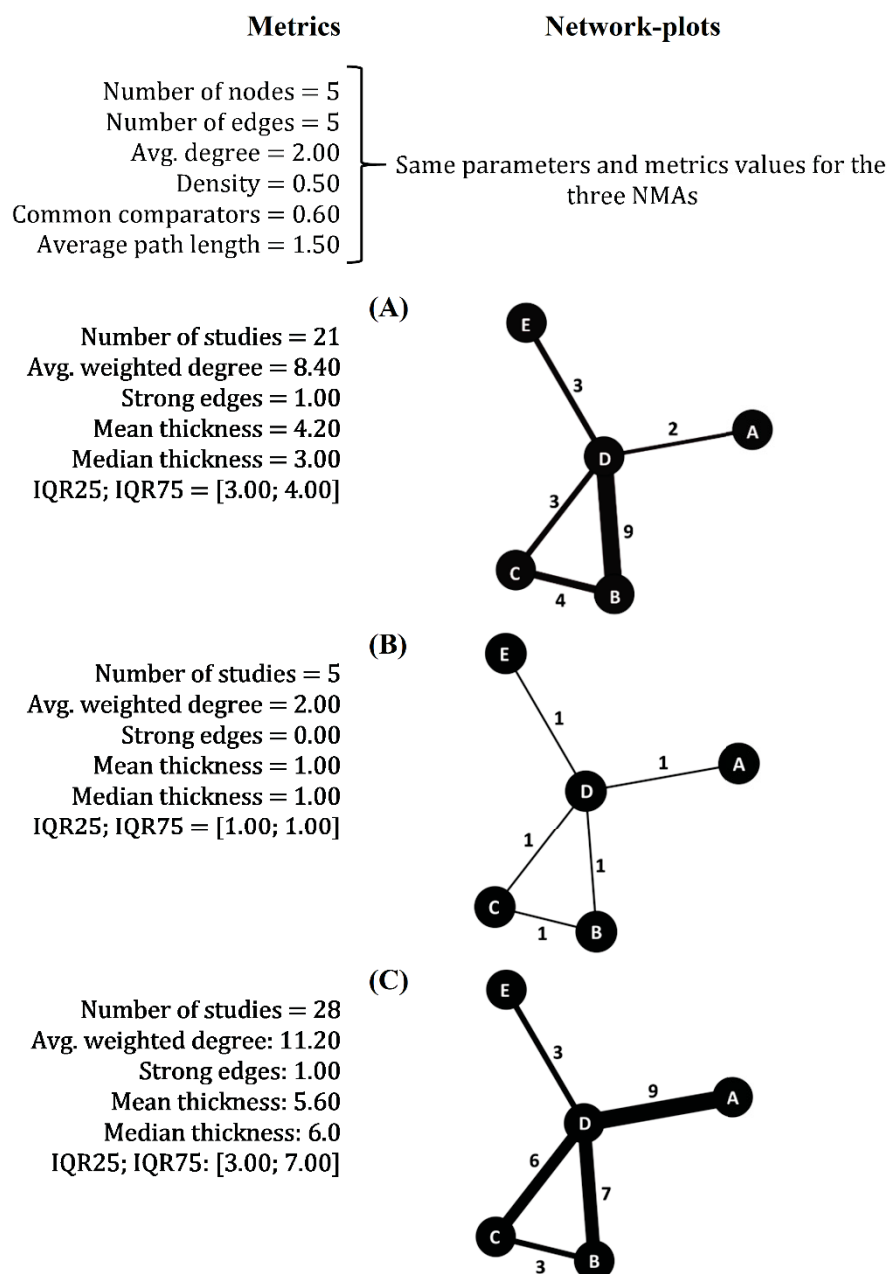 Metrics
Network-plots
Number of nodes = 5
Number of edges = 5
Avg. degree = 2.00
Density = 0.50
Common comparators = 0.60
Average path length = 1.50
Same parameters and metrics values for the
three NMAs
(A)
Number of studies = 21
Avg. weighted degree = 8.40
Strong edges = 1.00
Mean thickness = 4.20
Median thickness = 3.00
IQR25; IQR75 = [3.00; 4.00]
E
3
2
A
D
3
9
C
4
B
(B)
Number of studies = 5
Avg. weighted degree = 2.00
Strong edges = 0.00
Mean thickness = 1.00
Median thickness = 1.00
IQR25; IQR75 = [1.00; 1.00]
E
1
1
A
D
1
1
C
1
B
(C)
Number of studies = 28
Avg. weighted degree: 11.20
Strong edges: 1.00
Mean thickness: 5.60
Median thickness: 6.0
IQR25; IQR75: [3.00; 7.00]
E
3
9
A
D
6
7
C
3
B